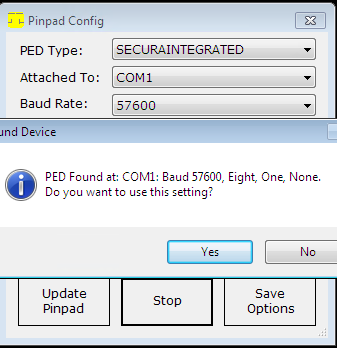 Pinpad Config
PED Type: SECURAINTEGRATED
Attached To: COM1
Baud Rate: 57600
und Device
PED Found at: COM1: Baud 57600, Eight, One, None.
Do you want to use this setting?
Yes No
Update Pinpad
Stop
Save Options